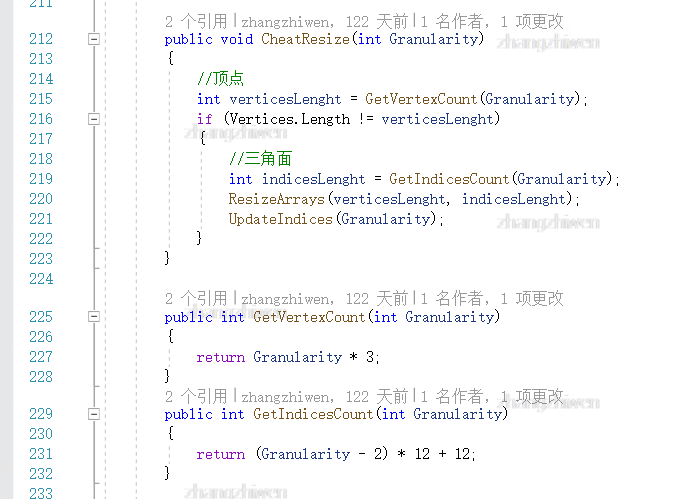 211
2 个引用 | zhangzhiwen, 122 天前 | 1 名作者, 1 项更改
212 public void CheatResize(int Granularity)
zhangzhiwen
213 {
214 //顶点
215 int verticesLenght = GetVertexCount(Granularity);
216 if (Vertices.Length != verticesLenght)
zhangzhiwen
217 {
218 //三角面
219 int indicesLenght = GetIndicesCount(Granularity);
220 ResizeArrays(verticesLenght, indicesLenght);
221 UpdateIndices(Granularity);
zhangzhiwen
222 }
223 }
224
2 个引用 | zhangzhiwen, 122 天前 | 1 名作者, 1 项更改
zhangzhiwen
225 public int GetVertexCount(int Granularity)
226 {
227 return Granularity * 3;
228 }
2 个引用 | zhangzhiwen, 122 天前 | 1 名作者, 1 项更改
zhangzhiwen
229 public int GetIndicesCount(int Granularity)
230 {
231 return (Granularity - 2) * 12 + 12;
232 }
233
zhangzhiwen